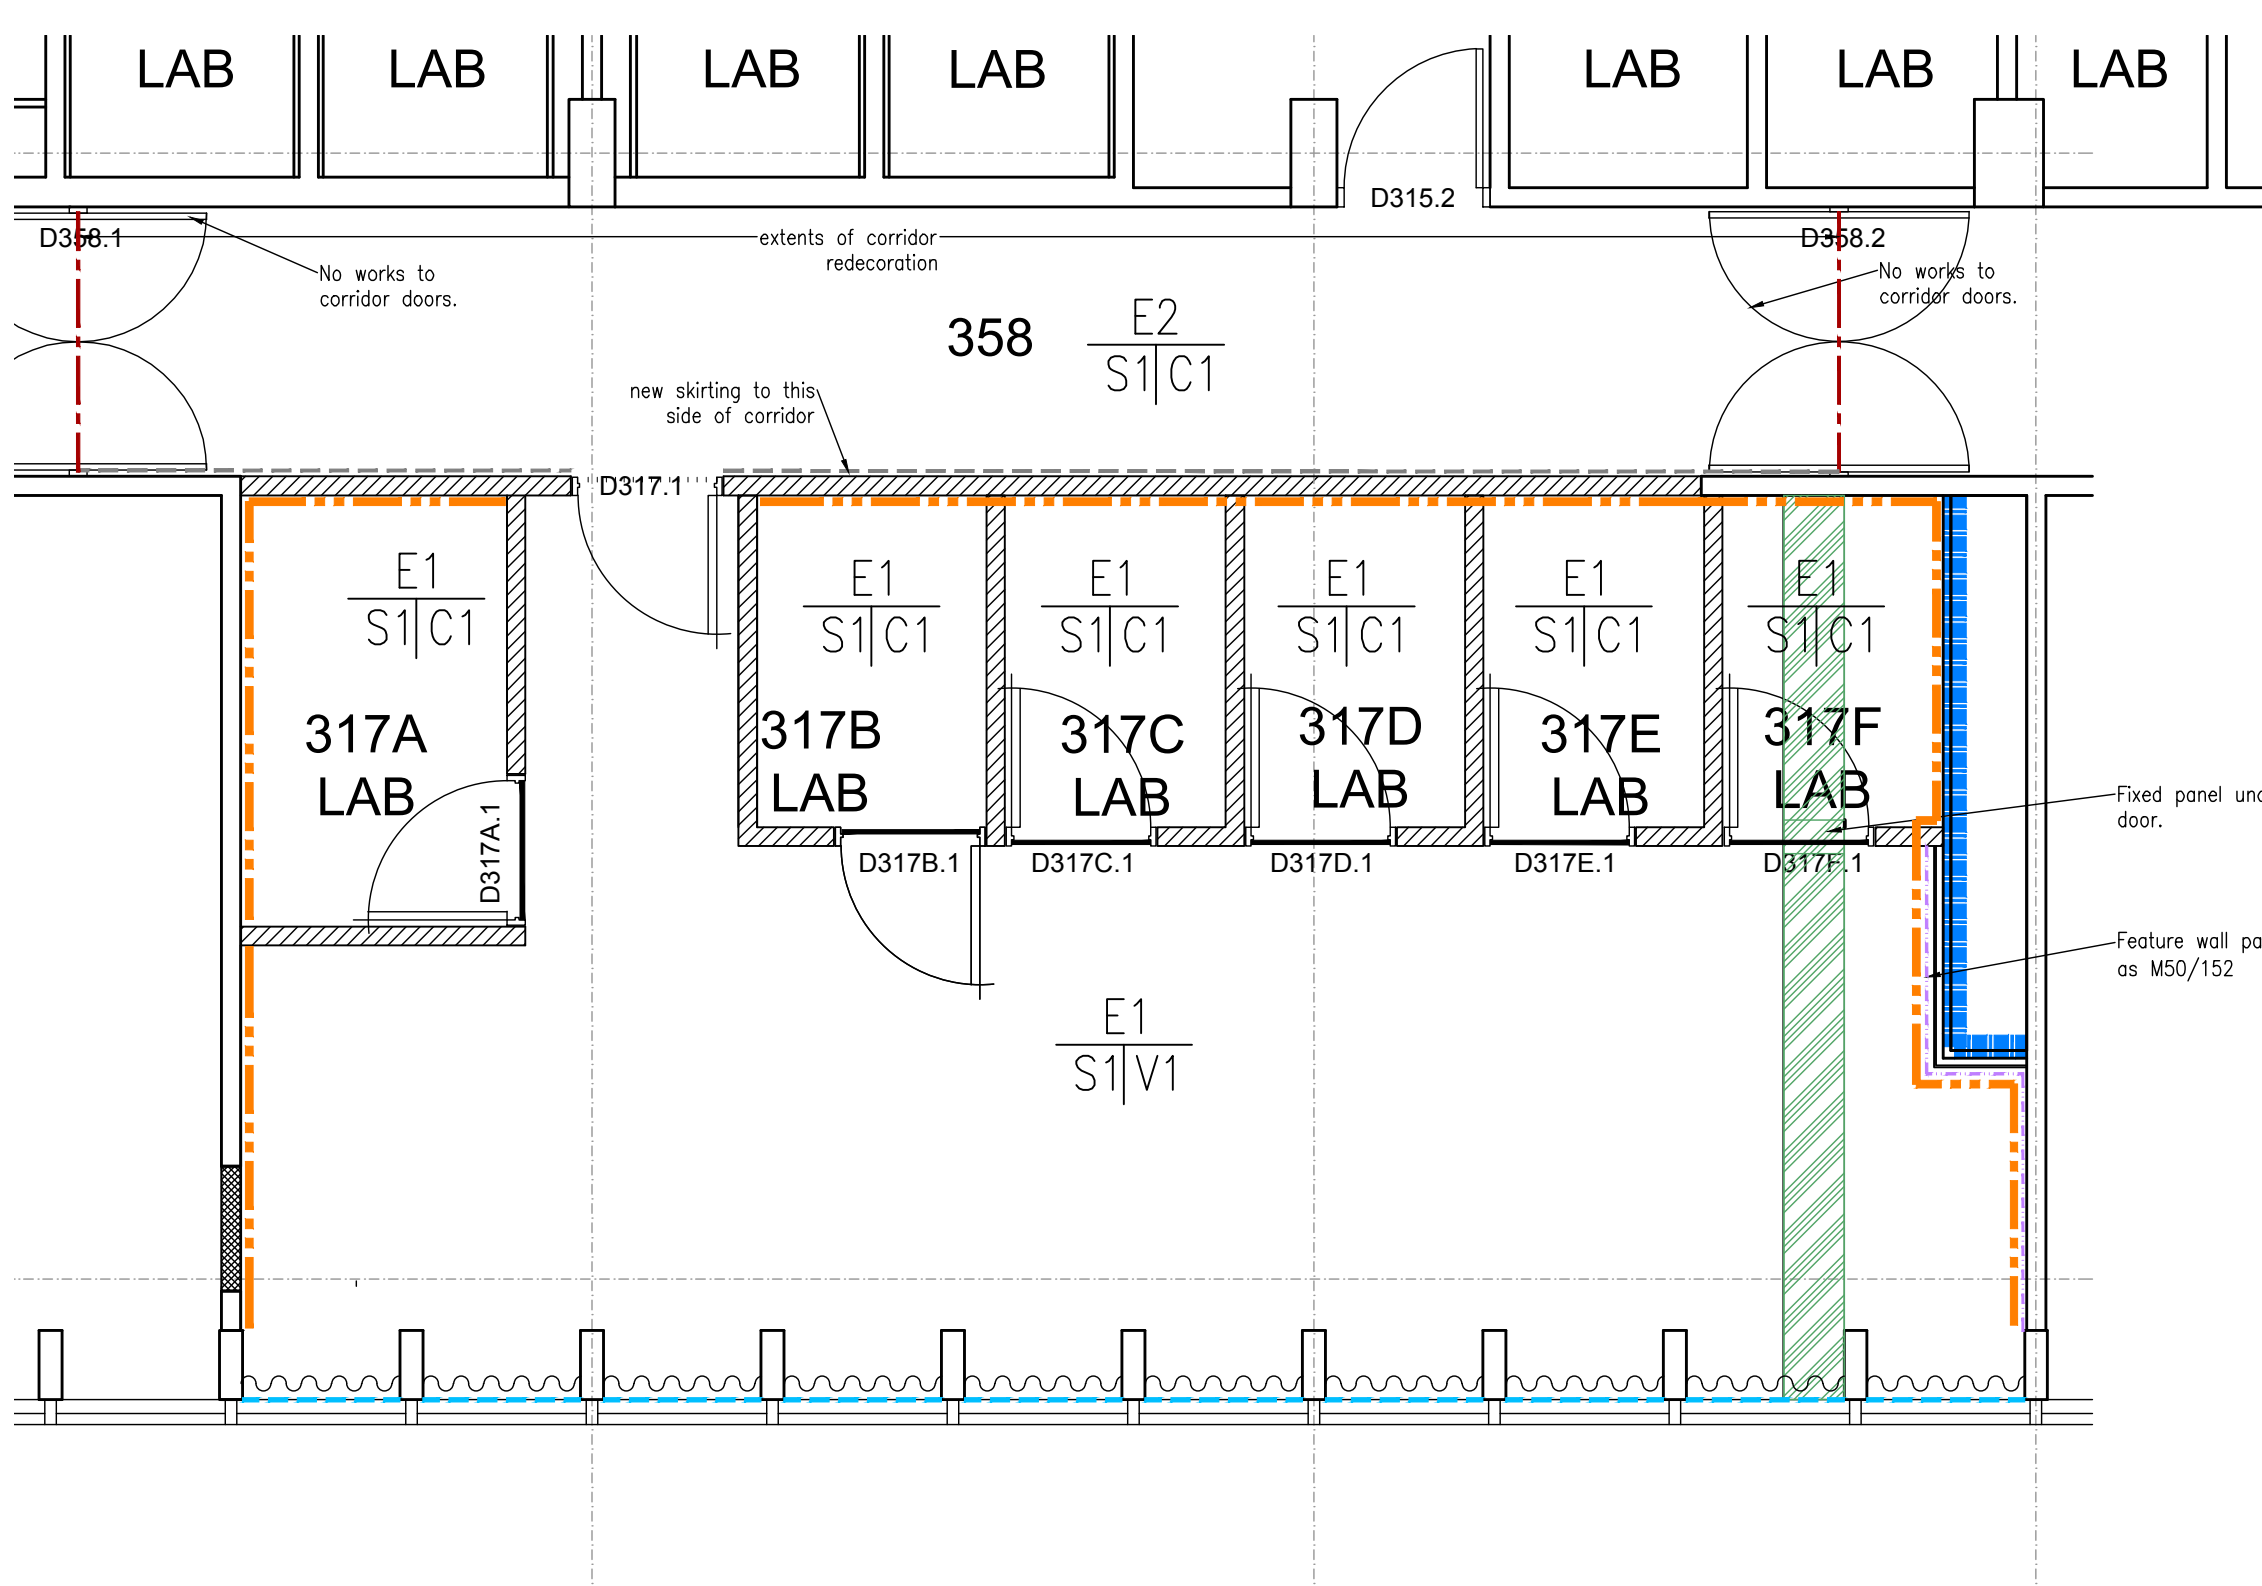 LAB
LAB
LAB
LAB
LAB
LAB
LAB
D315.2
D358.1
extents of corridor
redecoration
D358.2
No works to
corridor doors.
No works to
corridor doors.
358
E2
S1 C1
new skirting to this
side of corridor
D317.1
E1
S1 C1
E1
S1 C1
E1
S1 C1
E1
S1 C1
E1
S1 C1
E1
S1 C1
317A
LAB
317B
LAB
317C
LAB
317D
LAB
317E
LAB
317F
LAB
D317A.1
D317B.1
D317C.1
D317D.1
D317E.1
D317F.1
Fixed panel
door.
Feature wall
as M50/152
E1
S1 V1